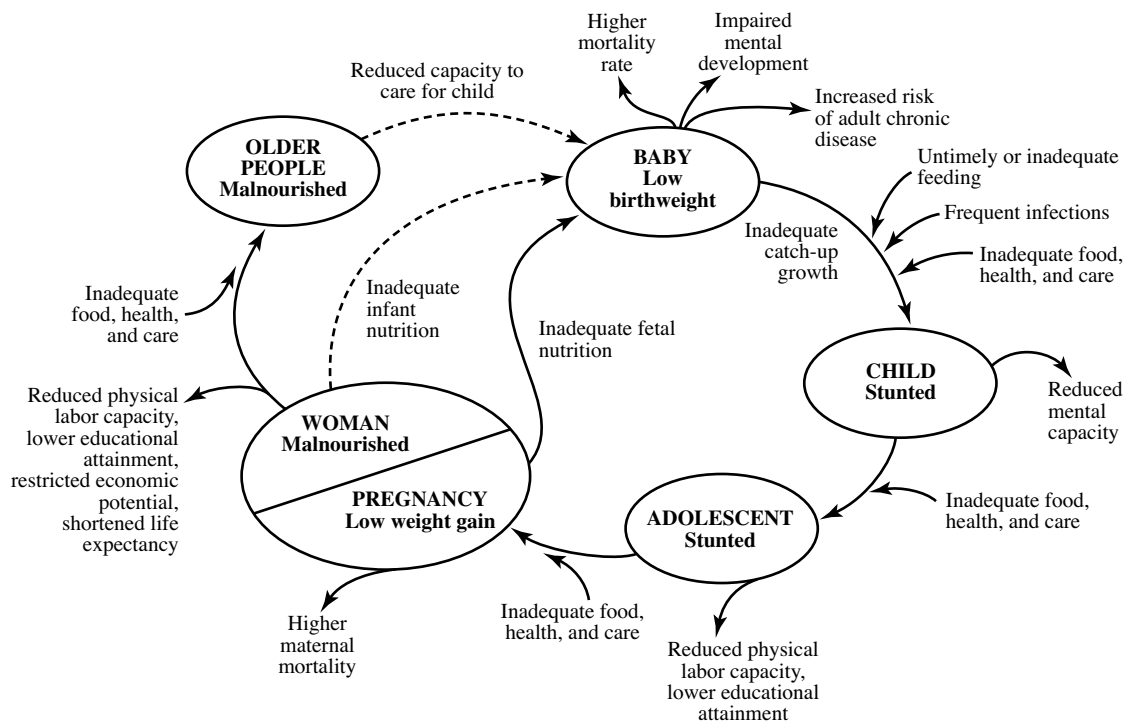 Higher
mortality
rate
Impaired
mental
development
Increased risk
of adult chronic
disease
Reduced capacity to
care for child
OLDER
PEOPLE
Malnourished
BABY
Low
birthweight
Untimely or inadequate
feeding
Frequent infections
Inadequate food,
health, and care
Inadequate
catch-up
growth
Inadequate
food, health,
and care
Inadequate
infant
nutrition
Inadequate fetal
nutrition
CHILD
Stunted
Reduced
mental
capacity
Reduced physical
labor capacity,
lower educational
attainment,
restricted economic
potential,
shortened life
expectancy
WOMAN
Malnourished
PREGNANCY
Low weight gain
ADOLESCENT
Stunted
Inadequate food,
health, and care
Inadequate food,
health, and care
Higher
maternal
mortality
Reduced physical
labor capacity,
lower educational
attainment